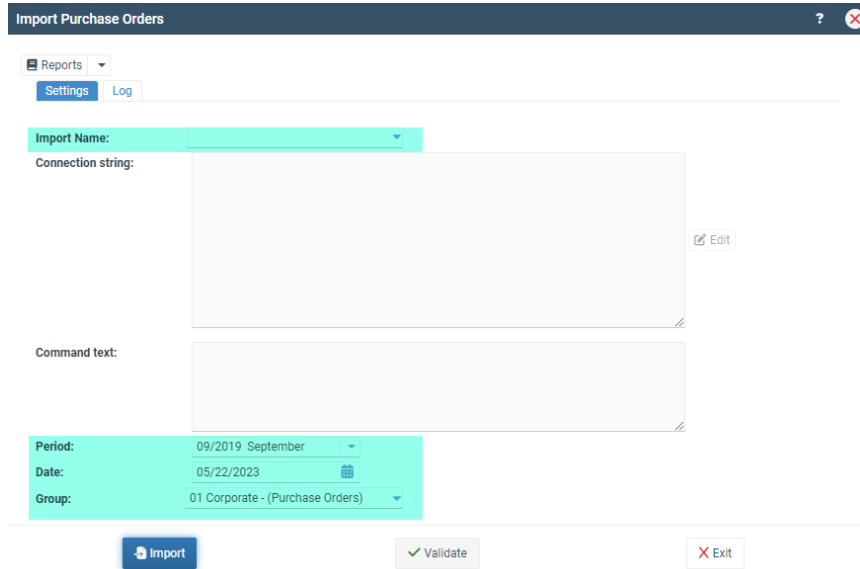 Import Purchase Orders ?
Reports
Settings Log
Import Name:
Connection string:
Edit
Command text:
Period: 09/2019 September
Date: 05/22/2023
Group: 01 Corporate - (Purchase Orders)
Import Validate Exit